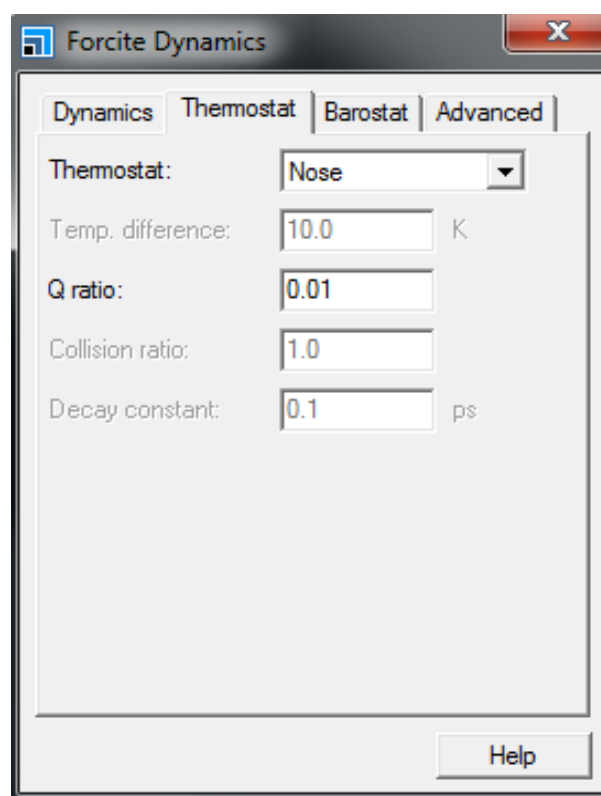 Forcite Dynamics
Dynamics Thermostat Barostat Advanced
Thermostat: Nose
Temp. difference: 10.0 K
Q ratio: 0.01
Collision ratio: 1.0
Decay constant: 0.1 ps
Help